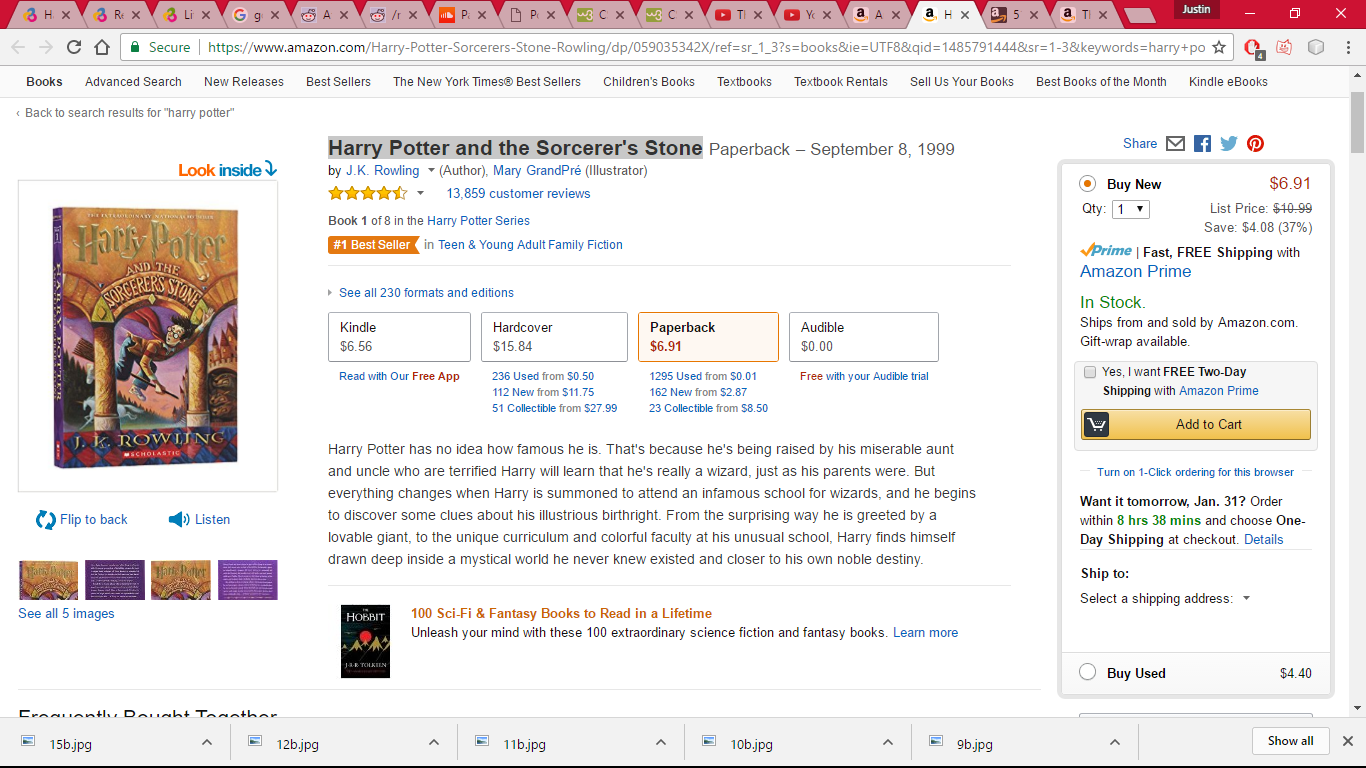 H
R
Li
G g
A
/r
P
P
C
C
T
Y
A
H
5
T
Justin
Secure https://www.amazon.com/Harry-Potter-Sorcerers-Stone-Rowling/dp/059035342X/ref=sr_1_3?s=books&ie=UTF8&qid=1485791444&sr=1-3&keywords=harry+po
4
Books Advanced Search New Releases Best Sellers The New York Times® Best Sellers Children's Books Textbooks Textbook Rentals Sell Us Your Books Best Books of the Month Kindle eBooks
‹ Back to search results for "harry potter"
Look inside
HARRY POTTER
AND THE
SORCERER'S STONE
J. K. ROWLING
SCHOLASTIC
Flip to back Listen
See all 5 images
Harry Potter and the Sorcerer's Stone Paperback – September 8, 1999
by J.K. Rowling (Author), Mary GrandPré (Illustrator)
13,859 customer reviews
Book 1 of 8 in the Harry Potter Series
#1 Best Seller in Teen & Young Adult Family Fiction
See all 230 formats and editions
Kindle
$6.56
Read with Our Free App
Hardcover
$15.84
236 Used from $0.50
112 New from $11.75
51 Collectible from $27.99
Paperback
$6.91
1295 Used from $0.01
162 New from $2.87
23 Collectible from $8.50
Audible
$0.00
Free with your Audible trial
Harry Potter has no idea how famous he is. That's because he's being raised by his miserable aunt
and uncle who are terrified Harry will learn that he's really a wizard, just as his parents were. But
everything changes when Harry is summoned to attend an infamous school for wizards, and he begins
to discover some clues about his illustrious birthright. From the surprising way he is greeted by a
lovable giant, to the unique curriculum and colorful faculty at his unusual school, Harry finds himself
drawn deep inside a mystical world he never knew existed and closer to his own noble destiny.
THE
HOBBIT
J.R.R. TOLKIEN
100 Sci-Fi & Fantasy Books to Read in a Lifetime
Unleash your mind with these 100 extraordinary science fiction and fantasy books. Learn more
Share
Buy New $6.91
Qty: 1 List Price: $10.99
Save: $4.08 (37%)
Prime | Fast, FREE Shipping with
Amazon Prime
In Stock.
Ships from and sold by Amazon.com.
Gift-wrap available.
Yes, I want FREE Two-Day
Shipping with Amazon Prime
Add to Cart
Turn on 1-Click ordering for this browser
Want it tomorrow, Jan. 31? Order
within 8 hrs 38 mins and choose One-
Day Shipping at checkout. Details
Ship to:
Select a shipping address:
Buy Used $4.40
Frequently Bought Together
15b.jpg 12b.jpg 11b.jpg 10b.jpg 9b.jpg Show all